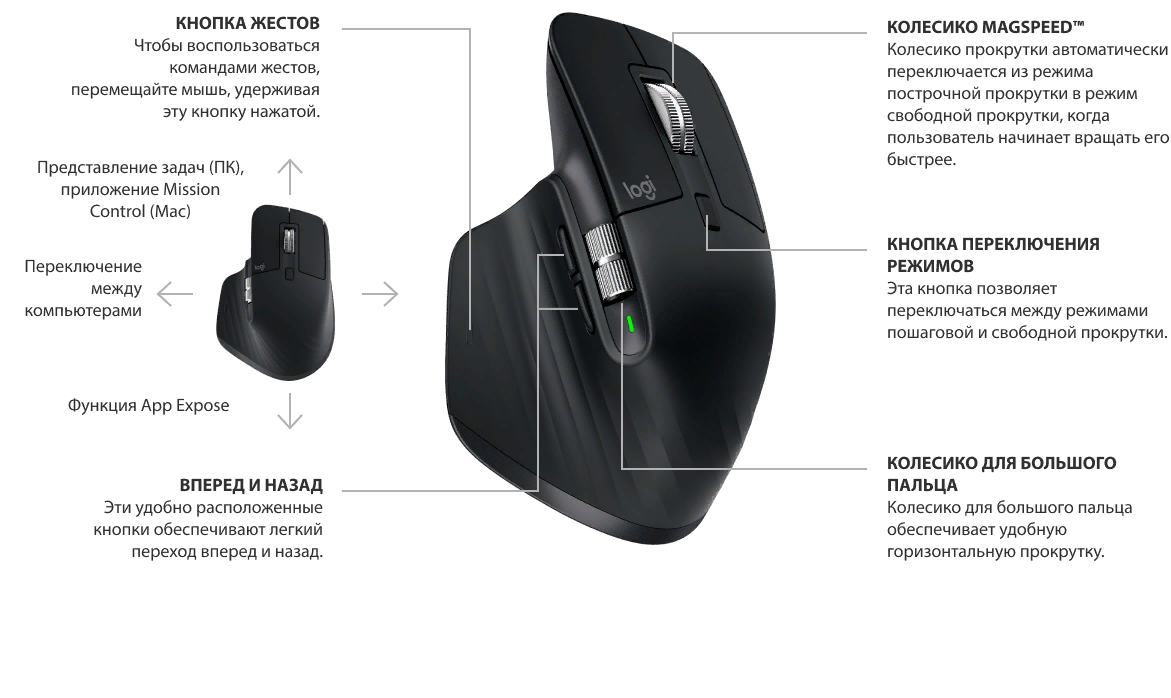 КНОПКА ЖЕСТОВ
Чтобы воспользоваться
командами жестов,
перемещайте мышь, удерживая
эту кнопку нажатой.
Представление задач (ПК),
приложение Mission
Control (Mac)
Переключение
между
компьютерами
logi
Функция App Expose
ВПЕРЕД И НАЗАД
Эти удобно расположенные
кнопки обеспечивают легкий
переход вперед и назад.
logi
КОЛЕСИКО MAGSPEED™
Колесико прокрутки автоматически
переключается из режима
построчной прокрутки в режим
свободной прокрутки, когда
пользователь начинает вращать его
быстрее.
КНОПКА ПЕРЕКЛЮЧЕНИЯ
РЕЖИМОВ
Эта кнопка позволяет
переключаться между режимами
пошаговой и свободной прокрутки.
КОЛЕСИКО ДЛЯ БОЛЬШОГО
ПАЛЬЦА
Колесико для большого пальца
обеспечивает удобную
горизонтальную прокрутку.